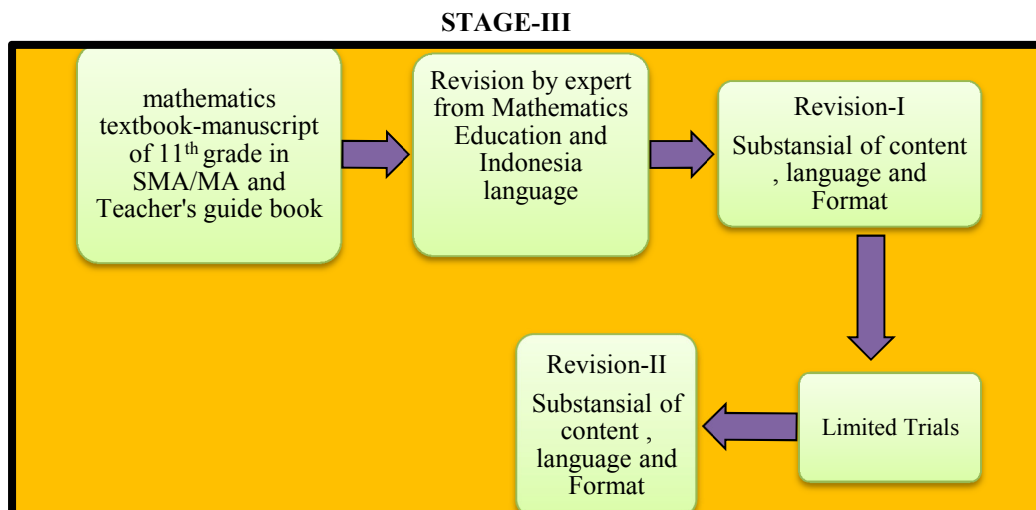 STAGE-III
mathematics
textbook-manuscript
of 11th grade in
SMA/MA and
Teacher's guide book
Revision by expert
from Mathematics
Education and
Indonesia
language
Revision-I
Substansial of content
, language and
Format
Limited Trials
Revision-II
Substansial of
content ,
language and
Format